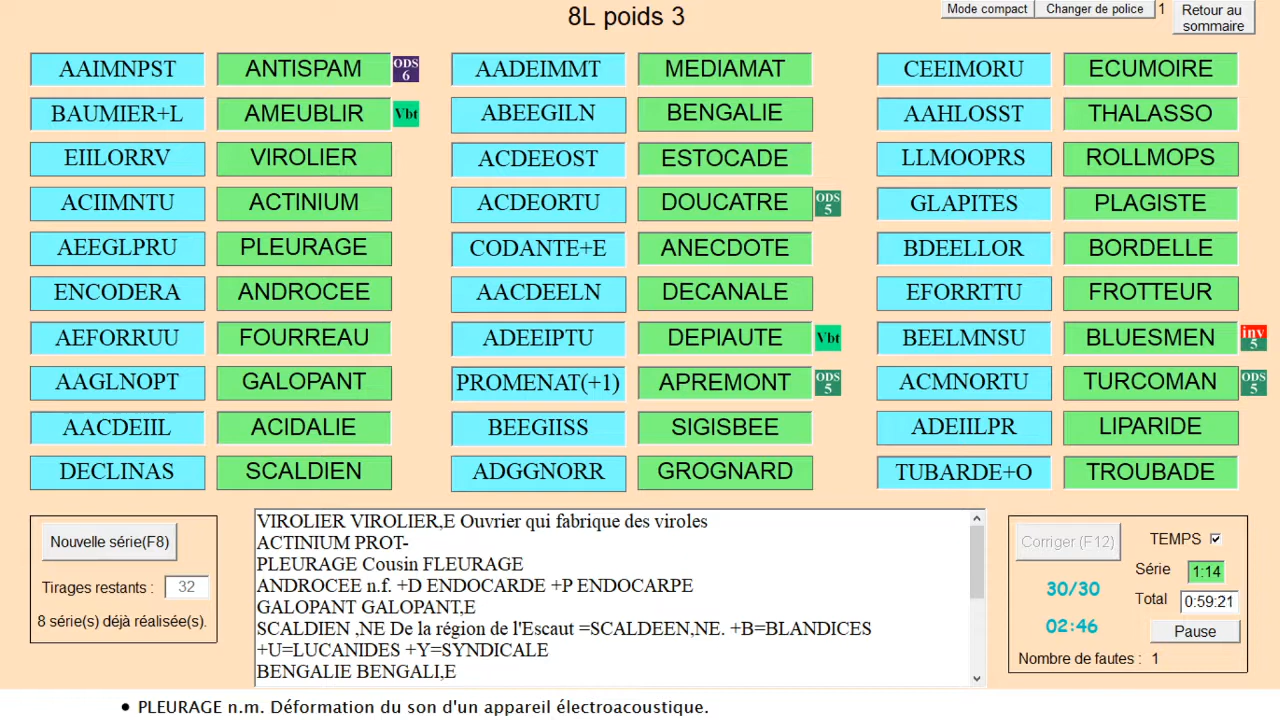 8L poids 3
Mode compact Changer de police 1 Retour au sommaire
AAIMNPST ANTISPAM ODS 6 AADEIMMT MEDIAMAT CEEIMORU ECUMOIRE
BAUMIER+L AMEUBLIR Vbt ABEEGILN BENGALIE AAHLOSST THALASSO
EIILORRV VIROLIER ACDEEOST ESTOCADE LLMOOPRS ROLLMOPS
ACIIMNTU ACTINIUM ACDEORTU DOUCATRE ODS 5 GLAPITES PLAGISTE
AEEGLPRU PLEURAGE CODANTE+E ANECDOTE BDEELLOR BORDELLE
ENCODERA ANDROCEE AACDEELN DECANALE EFORRTTU FROTTEUR
AEFORRUU FOURREAU ADEEIPTU DEPIAUTE Vbt BEELMNSU BLUESMEN inv 5
AAGLNOPT GALOPANT PROMENAT(+1) APREMONT ODS 5 ACMNORTU TURCOMAN ODS 5
AACDEIIL ACIDALIE BEEGIISS SIGISBEE ADEIILPR LIPARIDE
DECLINAS SCALDIEN ADGGNORR GROGNARD TUBARDE+O TROUBADE
Nouvelle série(F8)
Tirages restants : 32
8 série(s) déjà réalisée(s).
VIROLIER VIROLIER,E Ouvrier qui fabrique des viroles
ACTINIUM PROT-
PLEURAGE Cousin FLEURAGE
ANDROCEE n.f. +D ENDOCARDE +P ENDOCARPE
GALOPANT GALOPANT,E
SCALDIEN ,NE De la région de l'Escaut =SCALDEEN,NE. +B=BLANDICES
+U=LUCANIDES +Y=SYNDICALE
BENGALIE BENGALI,E
Corriger (F12) TEMPS
Série 1:14
30/30
Total 0:59:21
02:46 Pause
Nombre de fautes : 1
• PLEURAGE n.m. Déformation du son d'un appareil électroacoustique.